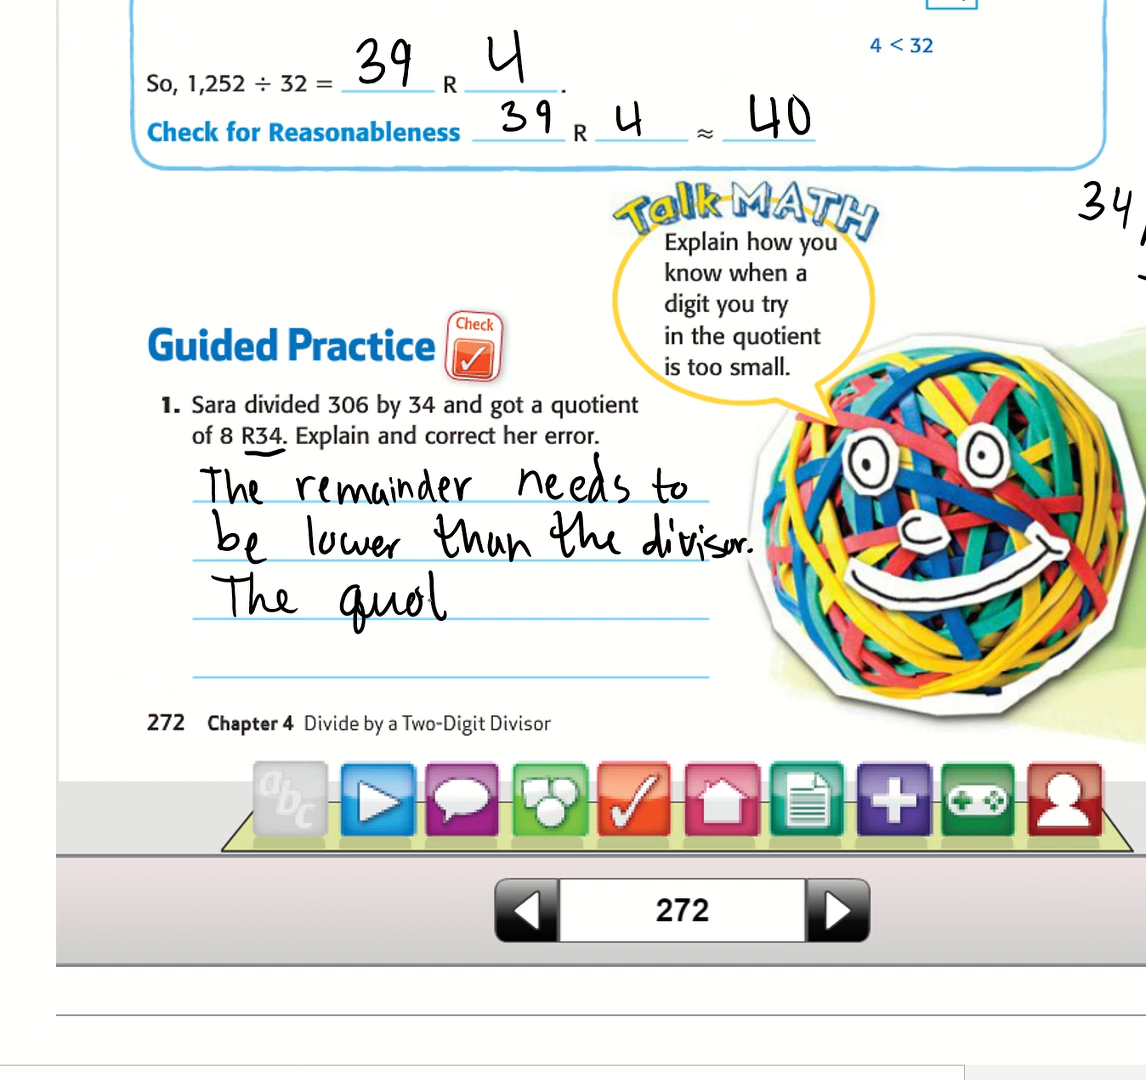 4 < 32
So, 1,252 ÷ 32 = 39 R 4.
Check for Reasonableness 39 R 4 ≈ 40
Talk MATH
34
Explain how you
know when a
digit you try
in the quotient
is too small.
Check
Guided Practice
1. Sara divided 306 by 34 and got a quotient
of 8 R34. Explain and correct her error.
The remainder needs to
be lower than the divisor.
The quot
272 Chapter 4 Divide by a Two-Digit Divisor
abc
272